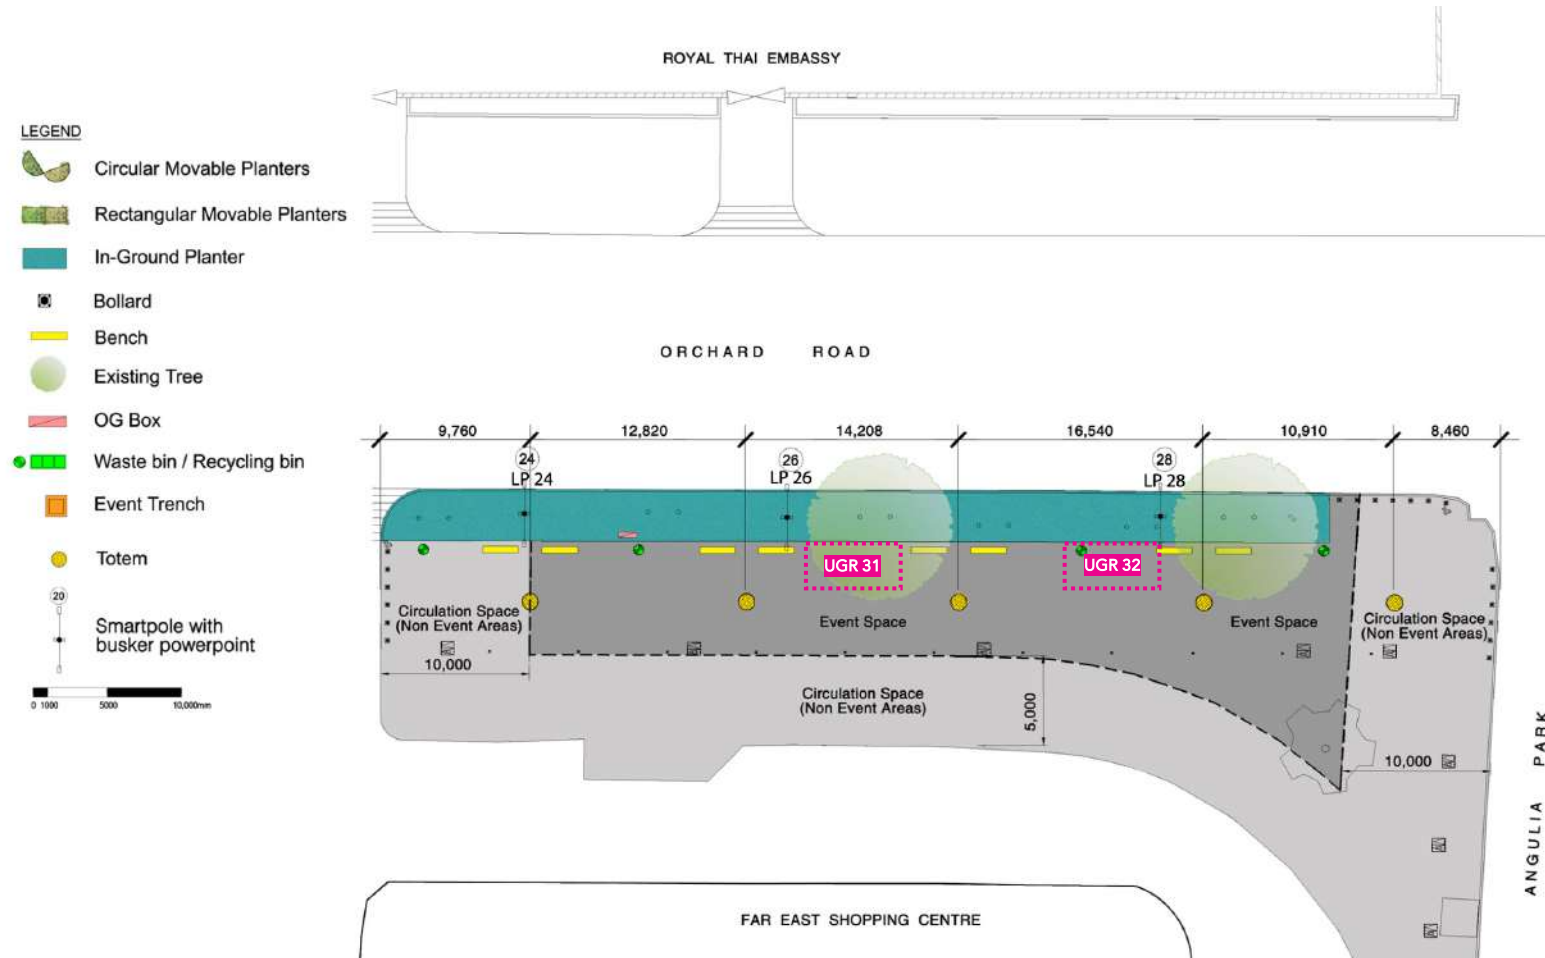 ROYAL THAI EMBASSY
LEGEND
Circular Movable Planters
Rectangular Movable Planters
In-Ground Planter
Bollard
Bench
Existing Tree
OG Box
Waste bin / Recycling bin
Event Trench
Totem
20
Smartpole with
busker powerpoint
0 1000 5000 10,000mm
ORCHARD ROAD
9,760 12,820 14,208 16,540 10,910 8,460
24 26 28
LP 24 LP 26 LP 28
UGR 31 UGR 32
Circulation Space
(Non Event Areas)
Event Space
Event Space
Circulation Space
(Non Event Areas)
10,000
Circulation Space
(Non Event Areas)
5,000
10,000
ANGULIA PARK
FAR EAST SHOPPING CENTRE